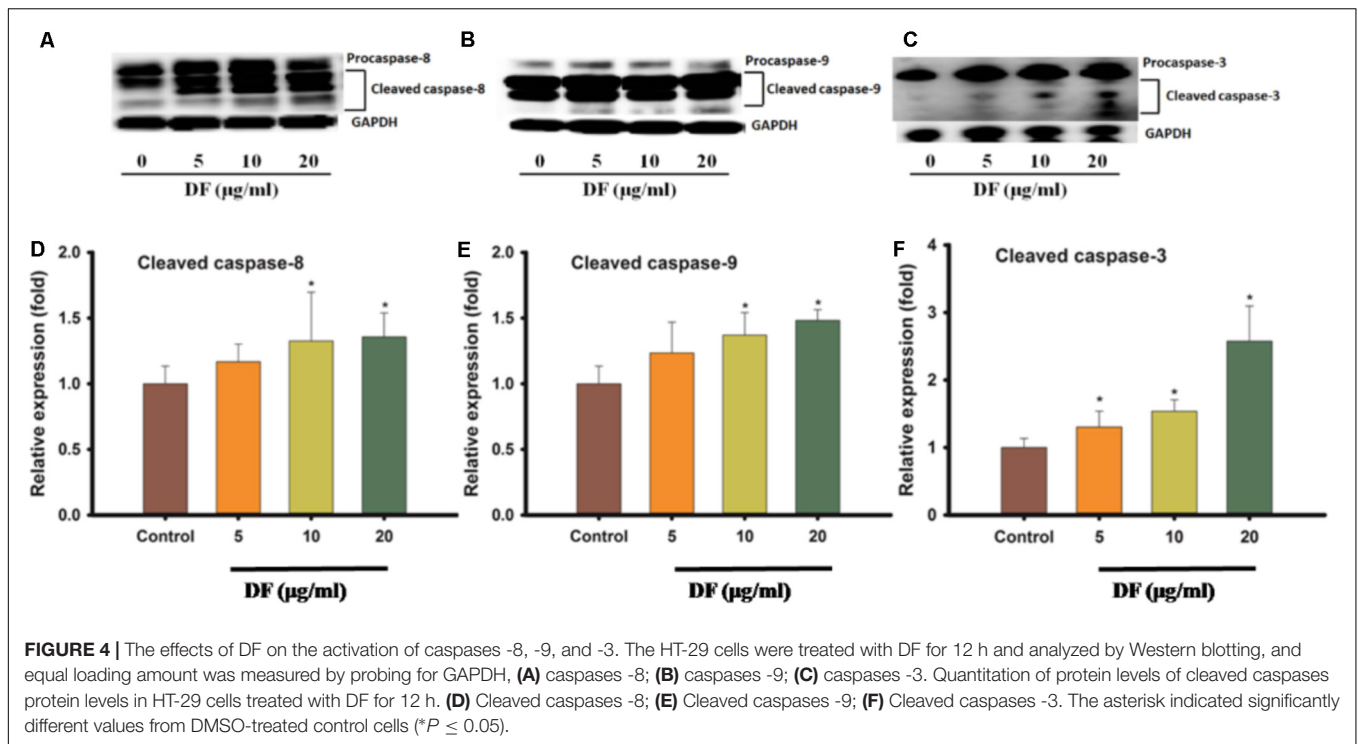 A
Procaspase-8
Cleaved caspase-8
GAPDH
0 5 10 20
DF (µg/ml)
B
Procaspase-9
Cleaved caspase-9
GAPDH
0 5 10 20
DF (µg/ml)
C
Procaspase-3
Cleaved caspase-3
GAPDH
0 5 10 20
DF (µg/ml)
D
Cleaved caspase-8
Relative expression (fold)
2.0
1.5
1.0
0.5
0.0
* *
Control 5 10 20
DF (µg/ml)
E
Cleaved caspase-9
Relative expression (fold)
2.0
1.5
1.0
0.5
0.0
* *
Control 5 10 20
DF (µg/ml)
F
Cleaved caspase-3
Relative expression (fold)
4
3
2
1
0
* * *
Control 5 10 20
DF (µg/ml)
FIGURE 4 | The effects of DF on the activation of caspases -8, -9, and -3. The HT-29 cells were treated with DF for 12 h and analyzed by Western blotting, and
equal loading amount was measured by probing for GAPDH, (A) caspases -8; (B) caspases -9; (C) caspases -3. Quantitation of protein levels of cleaved caspases
protein levels in HT-29 cells treated with DF for 12 h. (D) Cleaved caspases -8; (E) Cleaved caspases -9; (F) Cleaved caspases -3. The asterisk indicated significantly
different values from DMSO-treated control cells (*P ≤ 0.05).